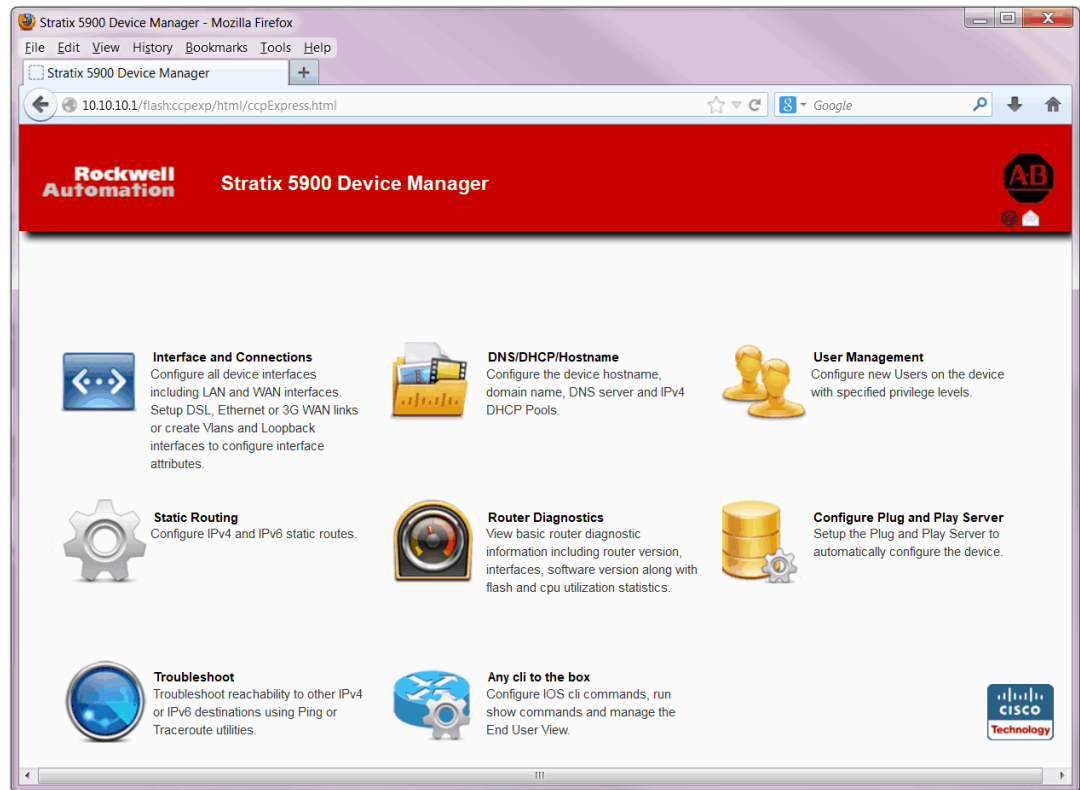 Stratix 5900 Device Manager - Mozilla Firefox
File Edit View History Bookmarks Tools Help
Stratix 5900 Device Manager
10.10.10.1/flash:ccpexp/html/ccpExpress.html
Google
Rockwell
Automation
Stratix 5900 Device Manager
AB
Interface and Connections
Configure all device interfaces
including LAN and WAN interfaces.
Setup DSL, Ethernet or 3G WAN links
or create Vlans and Loopback
interfaces to configure interface
attributes.
DNS/DHCP/Hostname
Configure the device hostname,
domain name, DNS server and IPv4
DHCP Pools.
User Management
Configure new Users on the device
with specified privilege levels.
Static Routing
Configure IPv4 and IPv6 static routes.
Router Diagnostics
View basic router diagnostic
information including router version,
interfaces, software version along with
flash and cpu utilization statistics.
Configure Plug and Play Server
Setup the Plug and Play Server to
automatically configure the device.
Troubleshoot
Troubleshoot reachability to other IPv4
or IPv6 destinations using Ping or
Traceroute utilities.
Any cli to the box
Configure IOS cli commands, run
show commands and manage the
End User View.
CISCO
Technology